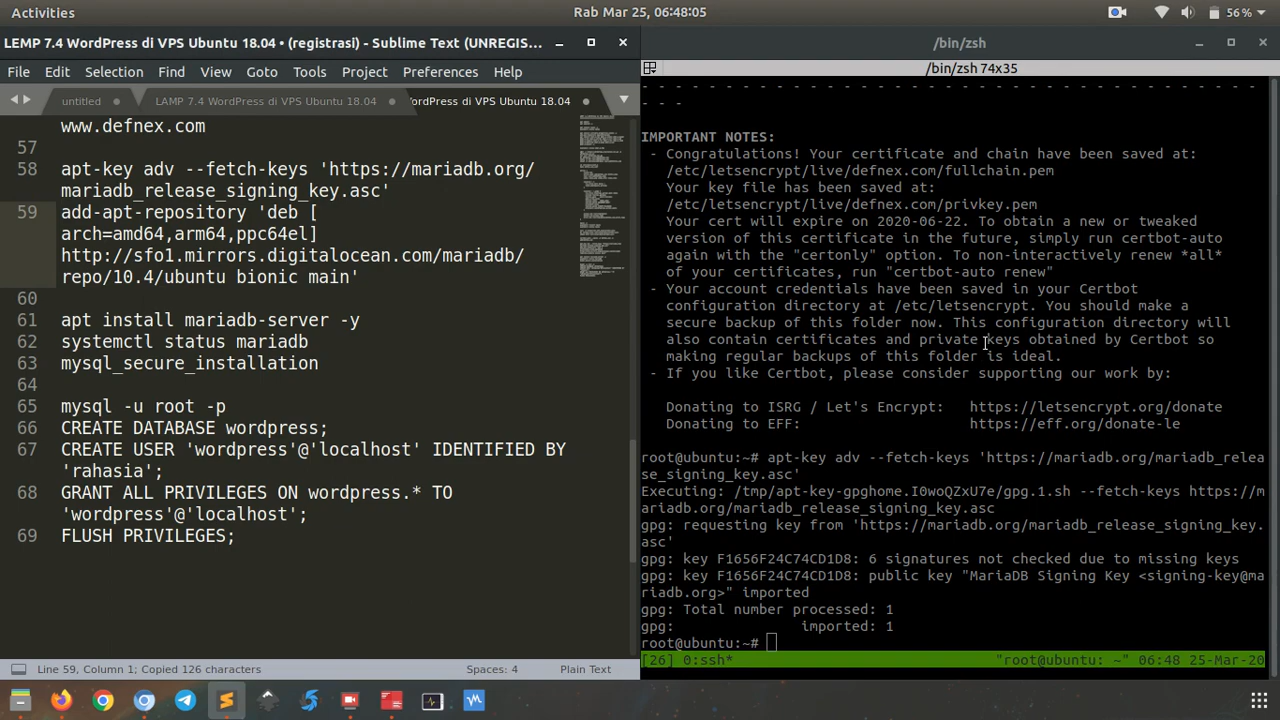 Activities
Rab Mar 25, 06:48:05
56 %
LEMP 7.4 WordPress di VPS Ubuntu 18.04 • (registrasi) - Sublime Text (UNREGIS...
File Edit Selection Find View Goto Tools Project Preferences Help
untitled
LAMP 7.4 WordPress di VPS Ubuntu 18.04
ordPress di VPS Ubuntu 18.04
www.defnex.com
57
58 apt-key adv --fetch-keys 'https://mariadb.org/
mariadb_release_signing_key.asc'
59 add-apt-repository 'deb [
arch=amd64,arm64,ppc64el]
http://sfo1.mirrors.digitalocean.com/mariadb/
repo/10.4/ubuntu bionic main'
60
61 apt install mariadb-server -y
62 systemctl status mariadb
63 mysql_secure_installation
64
65 mysql -u root -p
66 CREATE DATABASE wordpress;
67 CREATE USER 'wordpress'@'localhost' IDENTIFIED BY
'rahasia';
68 GRANT ALL PRIVILEGES ON wordpress.* TO
'wordpress'@'localhost';
69 FLUSH PRIVILEGES;
Line 59, Column 1; Copied 126 characters
Spaces: 4
Plain Text
/bin/zsh
/bin/zsh 74x35
- - - - - - - - - - - - - - - - - - - - - - - - - - - - - - - - - - - - -
- - -
IMPORTANT NOTES:
- Congratulations! Your certificate and chain have been saved at:
/etc/letsencrypt/live/defnex.com/fullchain.pem
Your key file has been saved at:
/etc/letsencrypt/live/defnex.com/privkey.pem
Your cert will expire on 2020-06-22. To obtain a new or tweaked
version of this certificate in the future, simply run certbot-auto
again with the "certonly" option. To non-interactively renew *all*
of your certificates, run "certbot-auto renew"
- Your account credentials have been saved in your Certbot
configuration directory at /etc/letsencrypt. You should make a
secure backup of this folder now. This configuration directory will
also contain certificates and private keys obtained by Certbot so
making regular backups of this folder is ideal.
- If you like Certbot, please consider supporting our work by:
Donating to ISRG / Let's Encrypt: https://letsencrypt.org/donate
Donating to EFF: https://eff.org/donate-le
root@ubuntu:~# apt-key adv --fetch-keys 'https://mariadb.org/mariadb_relea
se_signing_key.asc'
Executing: /tmp/apt-key-gpghome.I0woQZxU7e/gpg.1.sh --fetch-keys https://m
ariadb.org/mariadb_release_signing_key.asc
gpg: requesting key from 'https://mariadb.org/mariadb_release_signing_key.
asc'
gpg: key F1656F24C74CD1D8: 6 signatures not checked due to missing keys
gpg: key F1656F24C74CD1D8: public key "MariaDB Signing Key <signing-key@ma
riadb.org>" imported
gpg: Total number processed: 1
gpg: imported: 1
root@ubuntu:~#
[26] 0:ssh*
"root@ubuntu: ~" 06:48 25-Mar-20